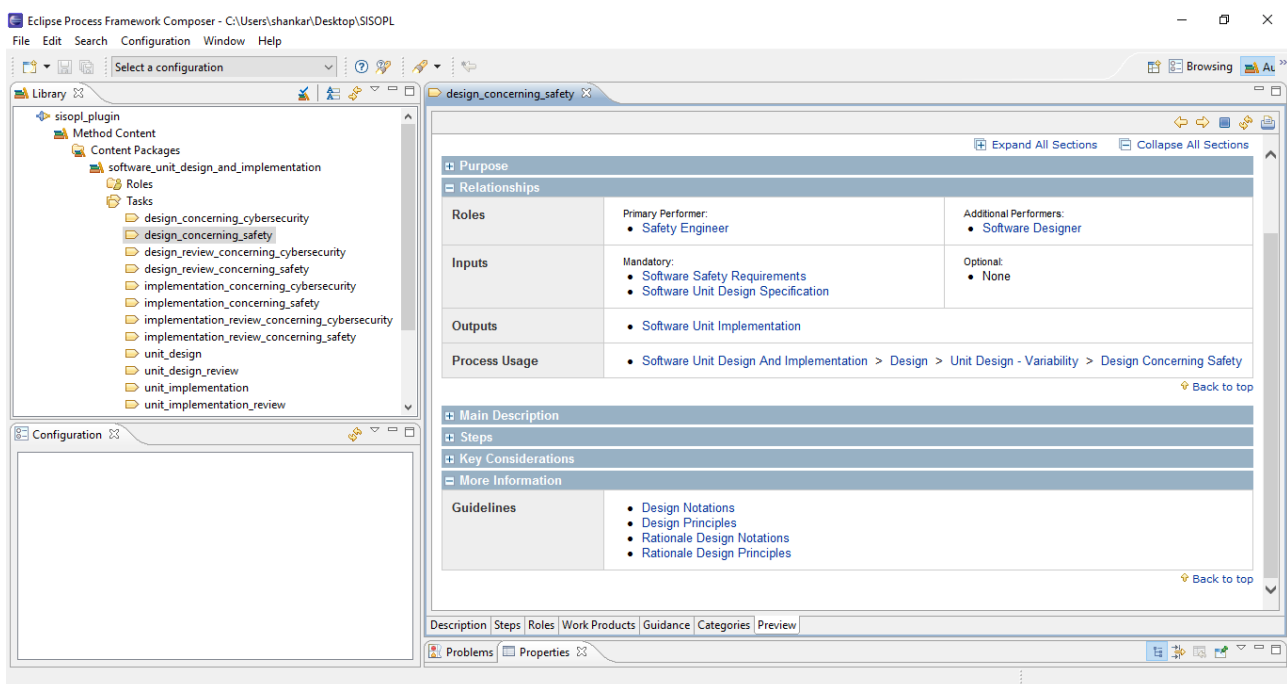 Eclipse Process Framework Composer - C:\Users\shankar\Desktop\SISOPL
File Edit Search Configuration Window Help
Select a configuration
Browsing
Au
Library
sisopl_plugin
Method Content
Content Packages
software_unit_design_and_implementation
Roles
Tasks
design_concerning_cybersecurity
design_concerning_safety
design_review_concerning_cybersecurity
design_review_concerning_safety
implementation_concerning_cybersecurity
implementation_concerning_safety
implementation_review_concerning_cybersecurity
implementation_review_concerning_safety
unit_design
unit_design_review
unit_implementation
unit_implementation_review
Configuration
design_concerning_safety
Expand All Sections Collapse All Sections
Purpose
Relationships
Roles
Primary Performer:
• Safety Engineer
Additional Performers:
• Software Designer
Inputs
Mandatory:
• Software Safety Requirements
• Software Unit Design Specification
Optional:
• None
Outputs
• Software Unit Implementation
Process Usage
• Software Unit Design And Implementation > Design > Unit Design - Variability > Design Concerning Safety
Back to top
Main Description
Steps
Key Considerations
More Information
Guidelines
• Design Notations
• Design Principles
• Rationale Design Notations
• Rationale Design Principles
Back to top
Description Steps Roles Work Products Guidance Categories Preview
Problems Properties